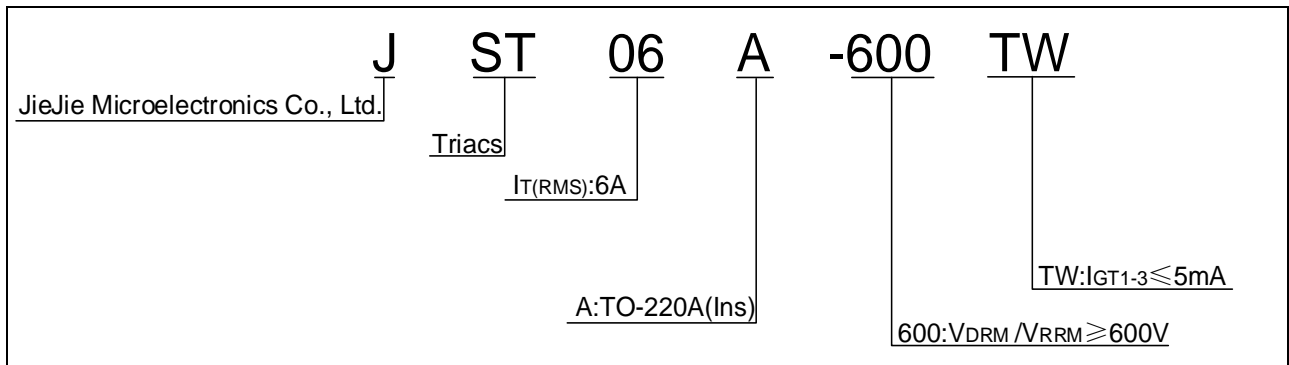 J ST 06 A -600 TW
JieJie Microelectronics Co., Ltd.
Triacs
IT(RMS):6A
TW:IGT1-3≤5mA
A:TO-220A(Ins)
600:VDRM /VRRM≥600V